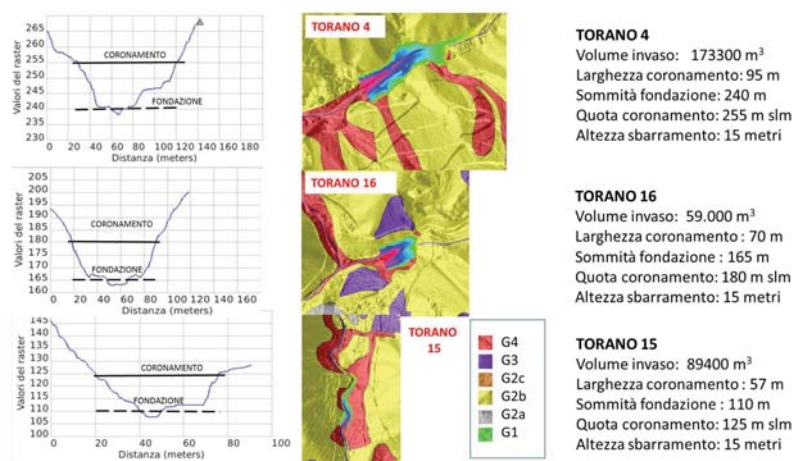 265
260
255
250
245
240
235
230
Valori del raster
CORONAMENTO
FONDAZIONE
0 20 40 60 80 100 120 140 160 180
Distanza (meters)
TORANO 4
TORANO 4
Volume invaso: 173300 m³
Larghezza coronamento: 95 m
Sommità fondazione: 240 m
Quota coronamento: 255 m slm
Altezza sbarramento: 15 metri
205
200
195
190
185
180
175
170
165
160
Valori del raster
CORONAMENTO
FONDAZIONE
0 20 40 60 80 100 120 140 160 180
Distanza (meters)
TORANO 16
TORANO 16
Volume invaso: 59.000 m³
Larghezza coronamento : 70 m
Sommità fondazione : 165 m
Quota coronamento: 180 m slm
Altezza sbarramento: 15 metri
145
140
135
130
125
120
115
110
105
100
Valori del raster
CORONAMENTO
FONDAZIONE
0 20 40 60 80 100
Distanza (meters)
TORANO
15
G4
G3
G2c
G2b
G2a
G1
TORANO 15
Volume invaso: 89400 m³
Larghezza coronamento : 57 m
Sommità fondazione : 110 m
Quota coronamento: 125 m slm
Altezza sbarramento: 15 metri